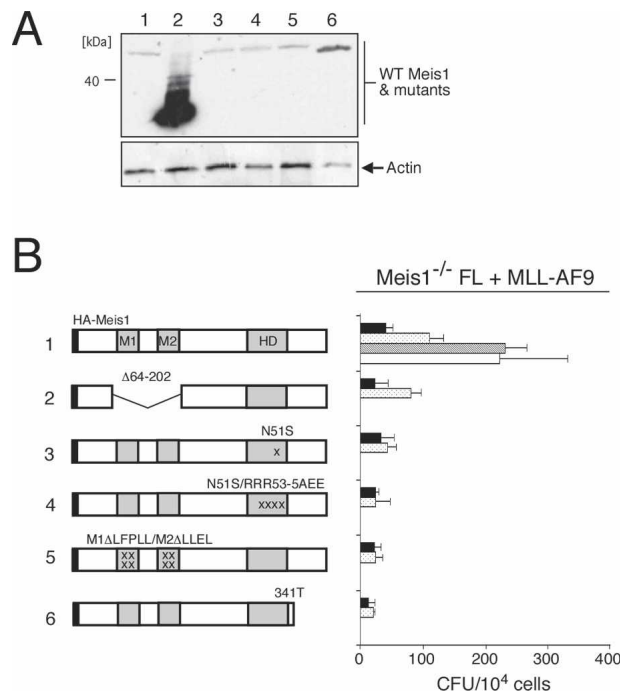 A
1 2 3 4 5 6
[kDa]
40
WT Meis1
& mutants
Actin
B
Meis1-/- FL + MLL-AF9
HA-Meis1
1 M1 M2 HD
Δ64-202
2
N51S
3 x
N51S/RRR53-5AEE
4 xxxx
M1ΔLFPLL/M2ΔLLEL
5 xx xx
xx xx
341T
6
0 100 200 300 400
CFU/10⁴ cells